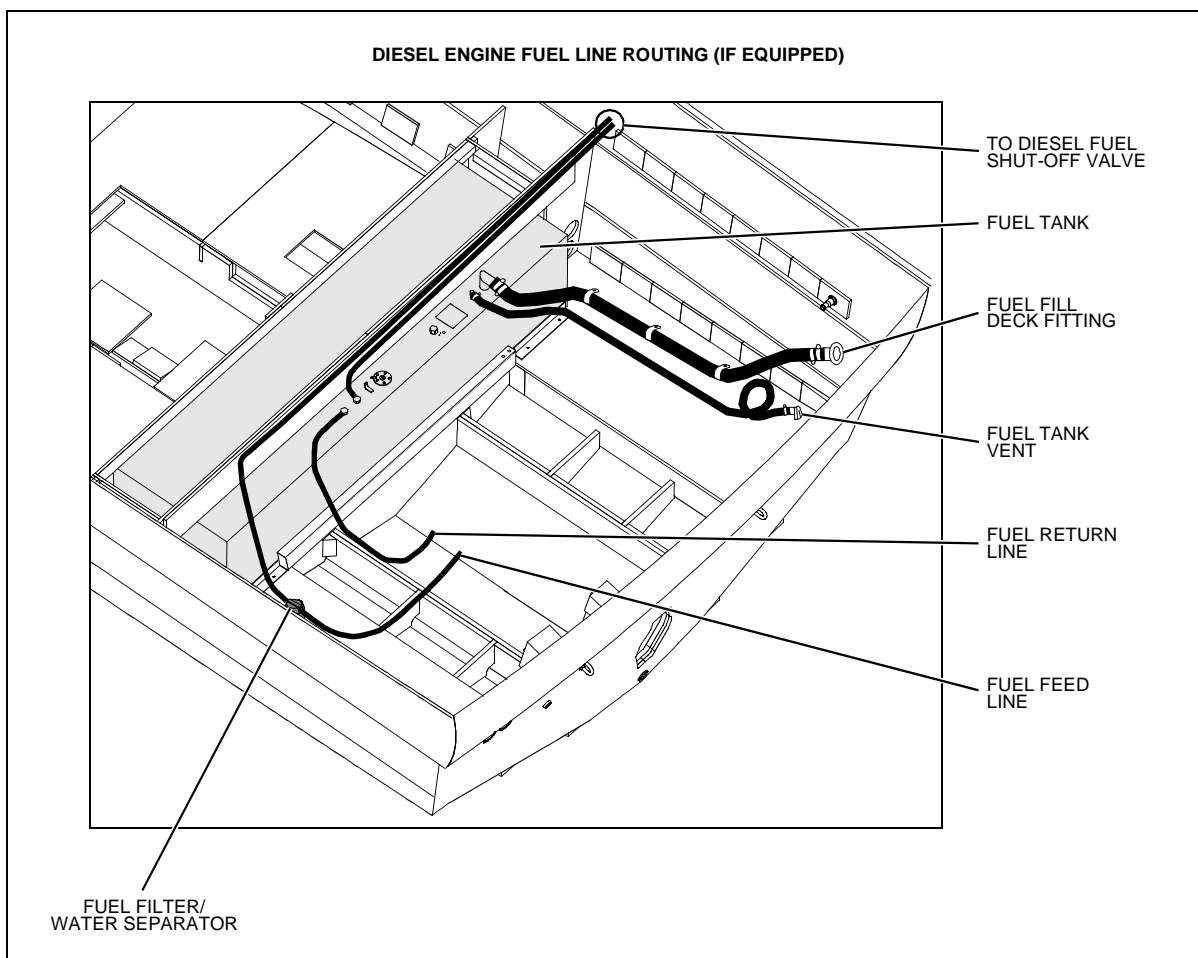 DIESEL ENGINE FUEL LINE ROUTING (IF EQUIPPED)
TO DIESEL FUEL
SHUT-OFF VALVE
FUEL TANK
FUEL FILL
DECK FITTING
FUEL TANK
VENT
FUEL RETURN
LINE
FUEL FEED
LINE
FUEL FILTER/
WATER SEPARATOR